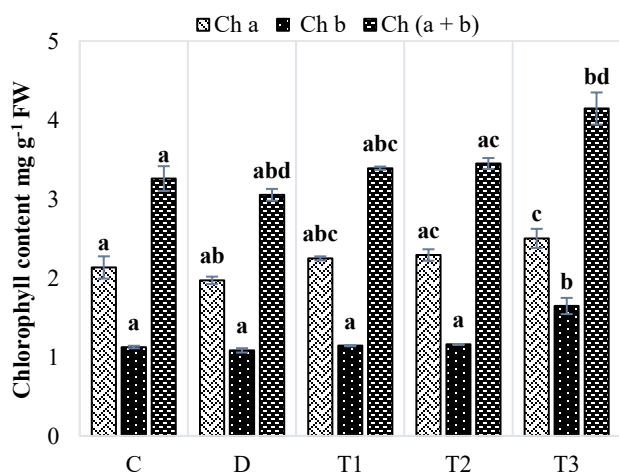 Ch a Ch b Ch (a + b)
Chlorophyll content mg g⁻¹ FW
5
4
3
2
1
0
a
a
a
ab
a
abd
abc
a
abc
ac
a
ac
c
b
bd
C D T1 T2 T3